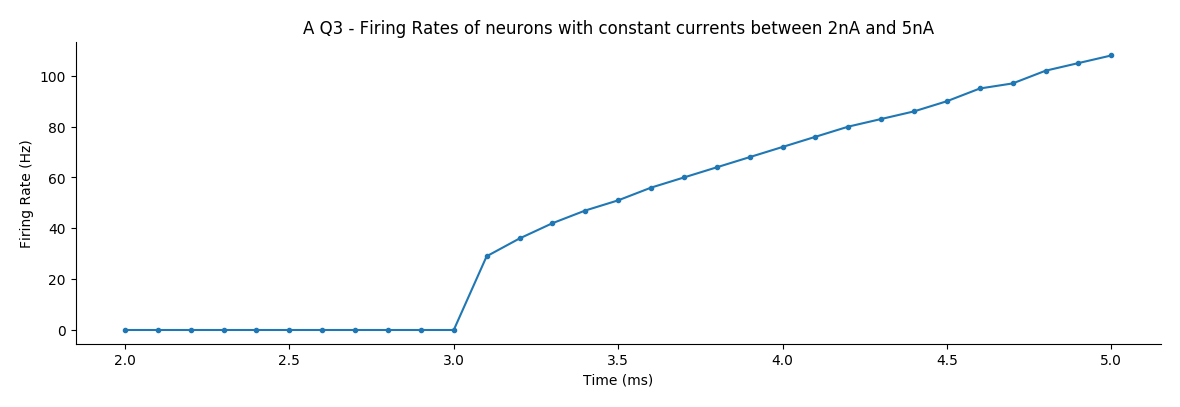 A Q3 - Firing Rates of neurons with constant currents between 2nA and 5nA
Firing Rate (Hz)
100
80
60
40
20
0
2.0 2.5 3.0 3.5 4.0 4.5 5.0
Time (ms)